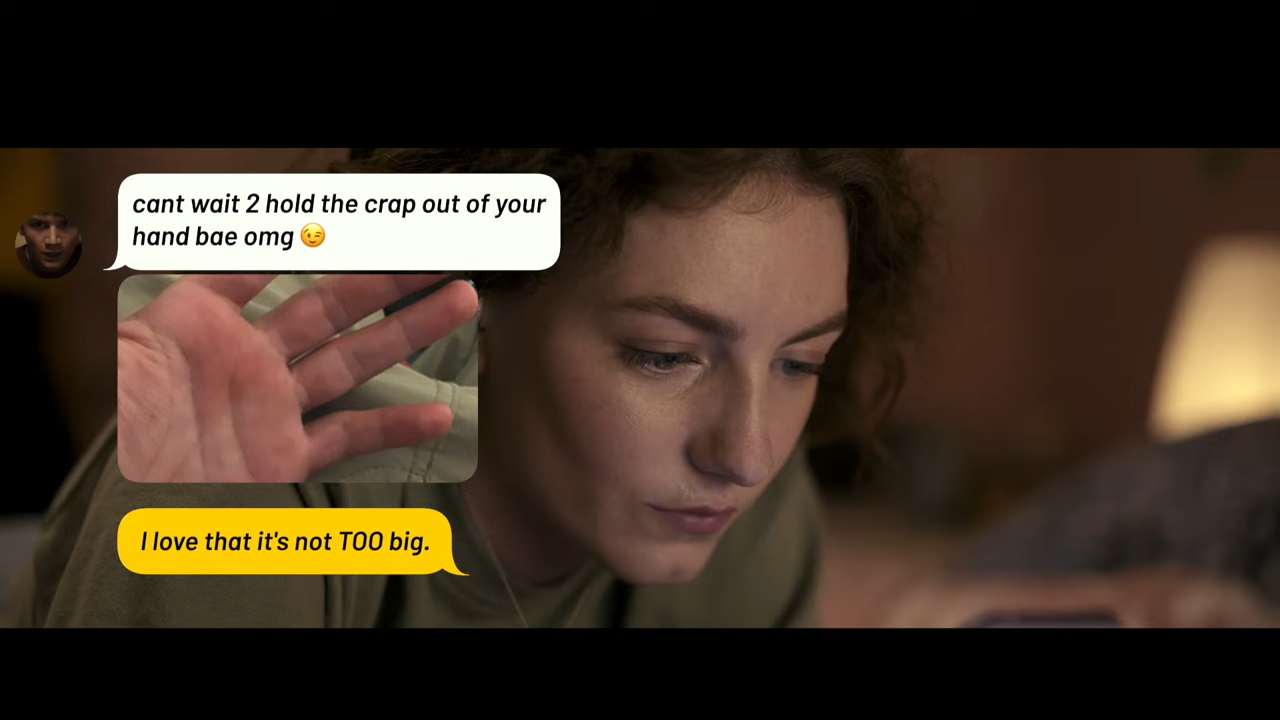 cant wait 2 hold the crap out of your
hand bae omg 😉
I love that it's not TOO big.